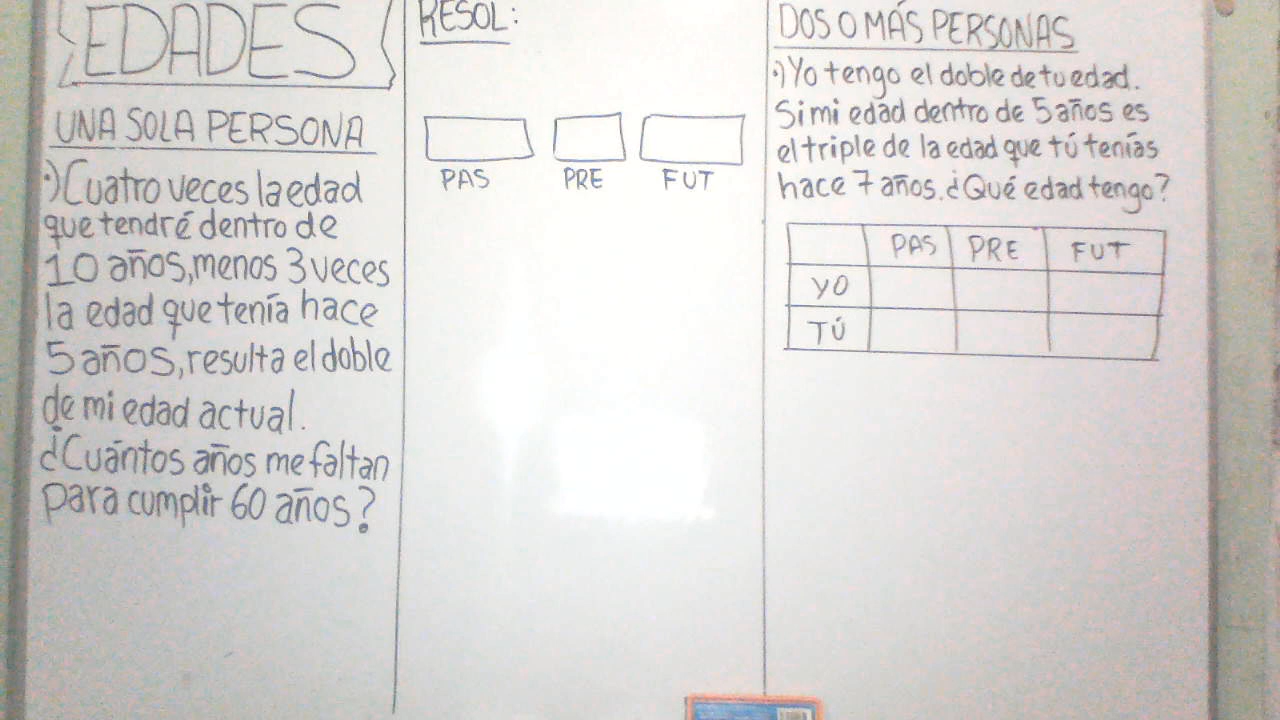 EDADES
UNA SOLA PERSONA
•) Cuatro veces la edad
que tendré dentro de
10 años, menos 3 veces
la edad que tenía hace
5 años, resulta el doble
de mi edad actual.
¿Cuántos años me faltan
para cumplir 60 años?
RESOL:
PAS PRE FUT
DOS O MÁS PERSONAS
•) Yo tengo el doble de tu edad.
Si mi edad dentro de 5 años es
el triple de la edad que tú tenías
hace 7 años. ¿Qué edad tengo?
PAS PRE FUT
YO
TÚ